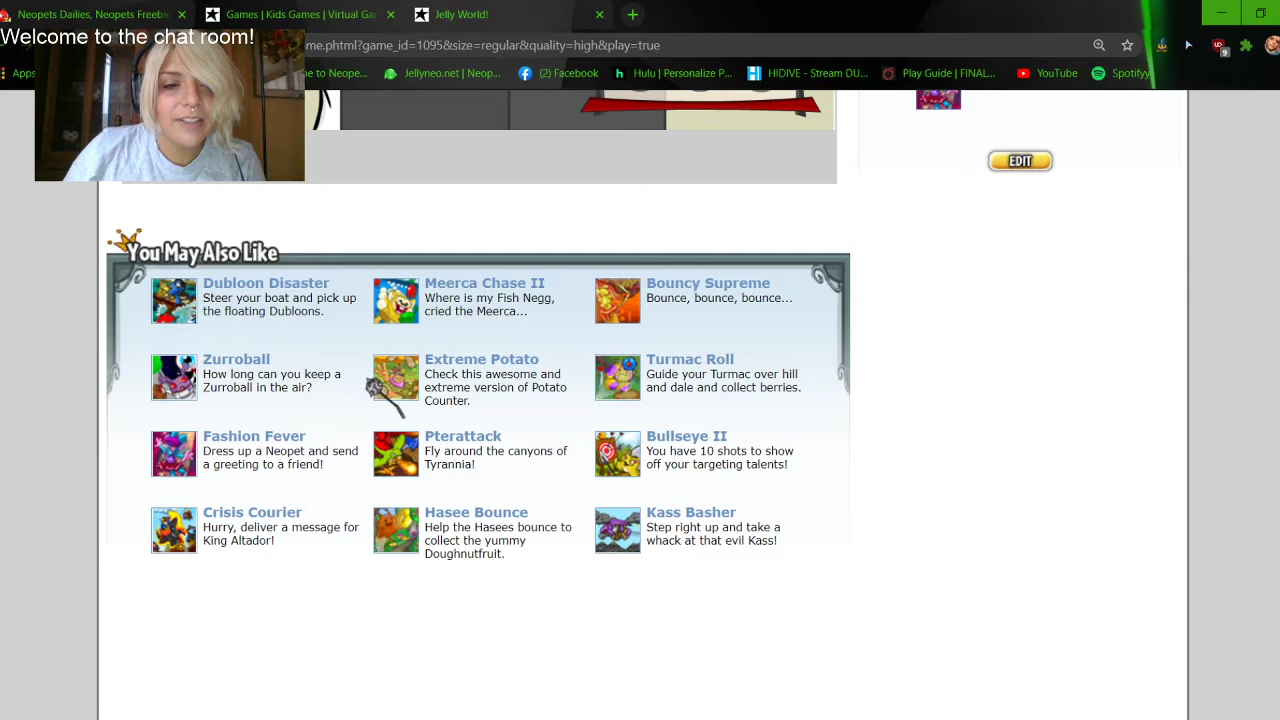 Neopets Dailies, Neopets Freebie
Games | Kids Games | Virtual Gar
Jelly World!
Welcome to the chat room!
me.phtml?game_id=1095&size=regular&quality=high&play=true
9
Apps
me to Neope...
Jellyneo.net | Neop...
(2) Facebook
Hulu | Personalize P...
HIDIVE - Stream DU...
Play Guide | FINAL...
YouTube
Spotify
EDIT
You May Also Like
Dubloon Disaster
Steer your boat and pick up
the floating Dubloons.
Meerca Chase II
Where is my Fish Negg,
cried the Meerca...
Bouncy Supreme
Bounce, bounce, bounce...
Zurroball
How long can you keep a
Zurroball in the air?
Extreme Potato
Check this awesome and
extreme version of Potato
Counter.
Turmac Roll
Guide your Turmac over hill
and dale and collect berries.
Fashion Fever
Dress up a Neopet and send
a greeting to a friend!
Pterattack
Fly around the canyons of
Tyrannia!
Bullseye II
You have 10 shots to show
off your targeting talents!
Crisis Courier
Hurry, deliver a message for
King Altador!
Hasee Bounce
Help the Hasees bounce to
collect the yummy
Doughnutfruit.
Kass Basher
Step right up and take a
whack at that evil Kass!